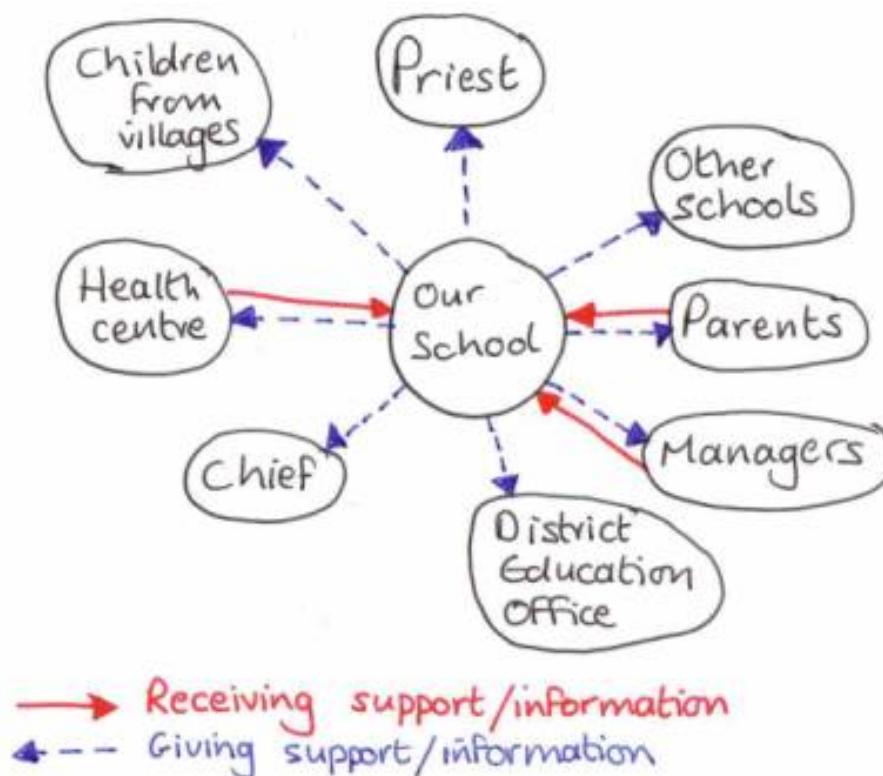 Children
from
villages
Priest
Other
schools
Health
centre
Our
School
Parents
Chief
Managers
District
Education
Office
Receiving support/information
Giving support/information